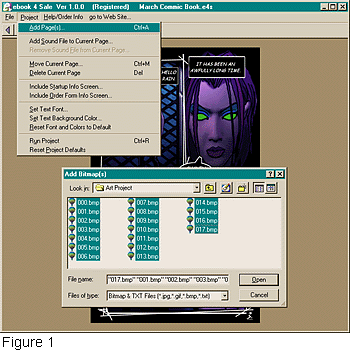 ebook 4 Sale Ver 1.0.0 (Registered) March Commic Book.e4s
File Project Help/Order Info go to Web Site...
Add Page(s)... Ctrl+A
Add Sound File to Current Page...
Remove Sound File from Current Page...
Move Current Page... Ctrl+M
Delete Current Page Del
Include Startup Info Screen...
Include Order Form Info Screen...
Set Text Font...
Set Text Background Color...
Reset Font and Colors to Default
Run Project Ctrl+R
Reset Project Defaults
HELLO
IT HAS BEEN AN
AWFULLY LONG TIME.
Add Bitmap(s)
Look in: Art Project
000.bmp 007.bmp 014.bmp
001.bmp 008.bmp 015.bmp
002.bmp 009.bmp 016.bmp
003.bmp 010.bmp 017.bmp
004.bmp 011.bmp
005.bmp 012.bmp
006.bmp 013.bmp
File name: "017.bmp" "001.bmp" "002.bmp" "003.bmp" "0
Open
Files of type: Bitmap & TXT Files (*.jpg,*.gif,*.bmp,*.txt)
Cancel
Figure 1